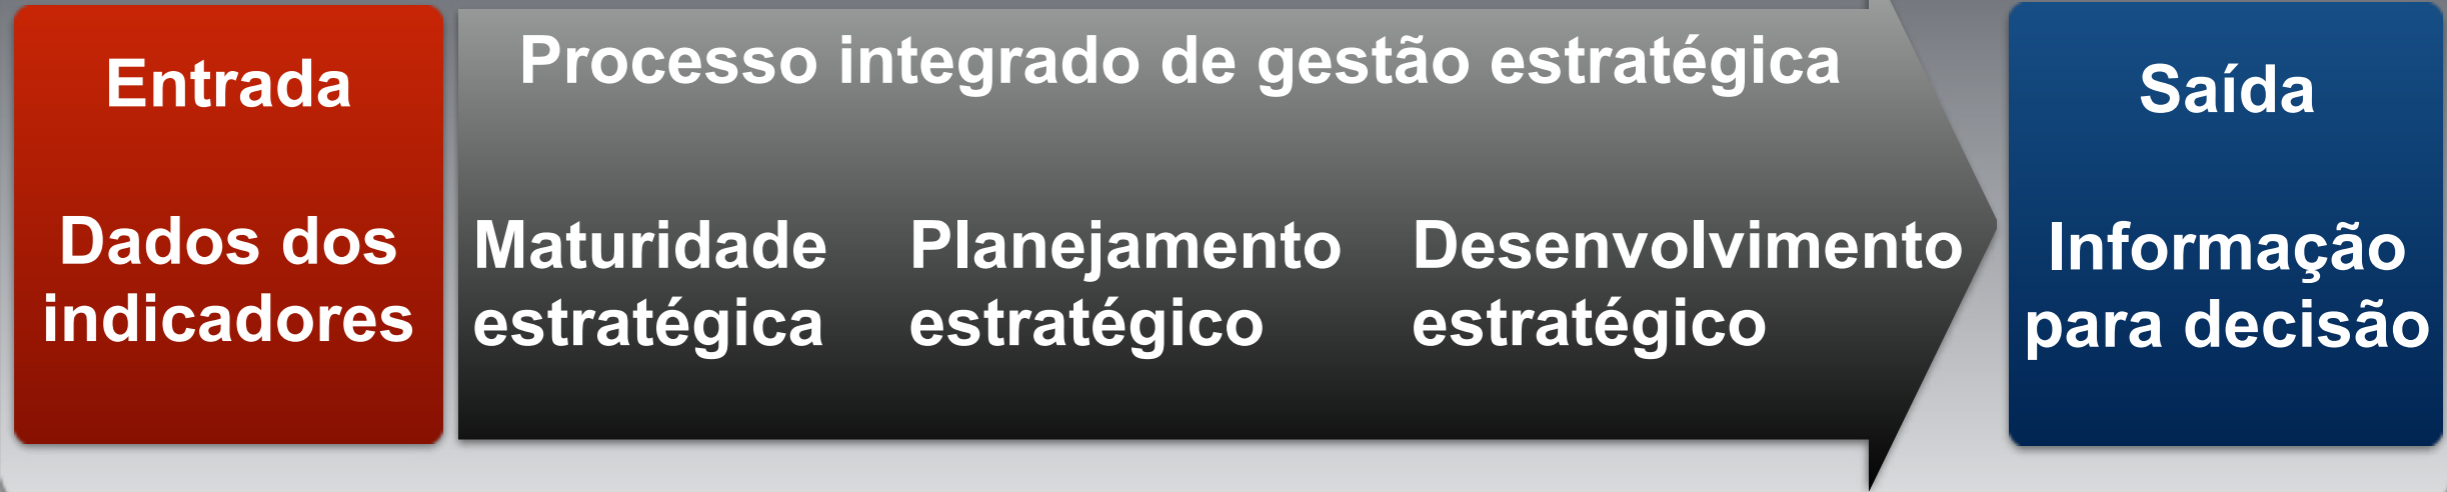 Entrada
Dados dos
indicadores
Processo integrado de gestão estratégica
Maturidade
estratégica
Planejamento
estratégico
Desenvolvimento
estratégico
Saída
Informação
para decisão